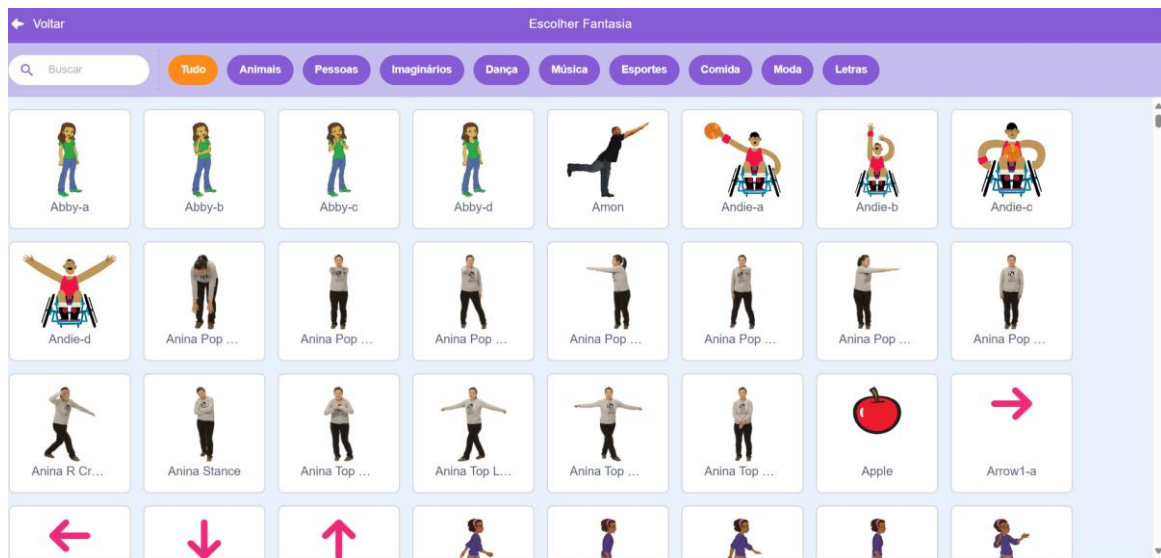 Voltar
Escolher Fantasia
Buscar
Tudo Animais Pessoas Imaginários Dança Música Esportes Comida Moda Letras
Abby-a Abby-b Abby-c Abby-d Amon Andie-a Andie-b Andie-c
Andie-d Anina Pop ... Anina Pop ... Anina Pop ... Anina Pop ... Anina Pop ... Anina Pop ... Anina Pop ...
Anina R Cr... Anina Stance Anina Top ... Anina Top L... Anina Top ... Anina Top ... Apple Arrow1-a